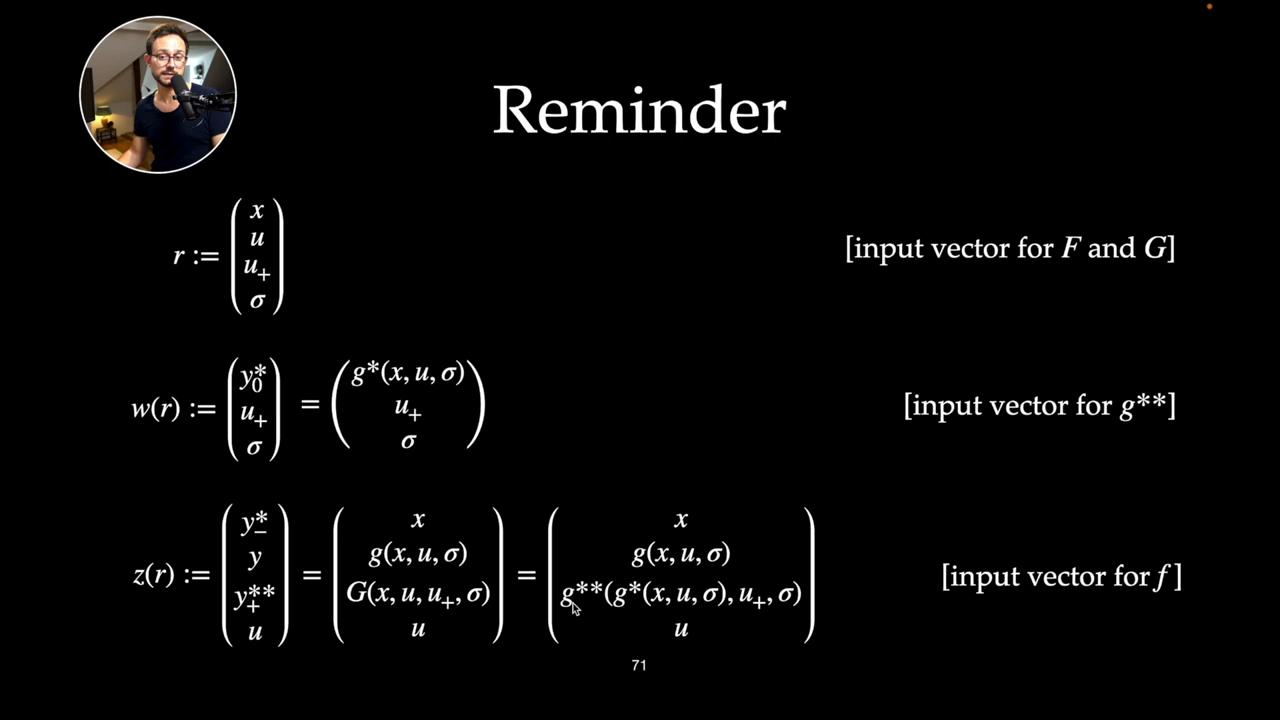 Reminder
r := ( x u u₊ σ ) [input vector for F and G]
w(r) := ( y₀* u₊ σ ) = ( g*(x, u, σ) u₊ σ ) [input vector for g**]
z(r) := ( y₋* y y₊** u ) = ( x g(x, u, σ) G(x, u, u₊, σ) u ) = ( x g(x, u, σ) g**(g*(x, u, σ), u₊, σ) u ) [input vector for f]
71